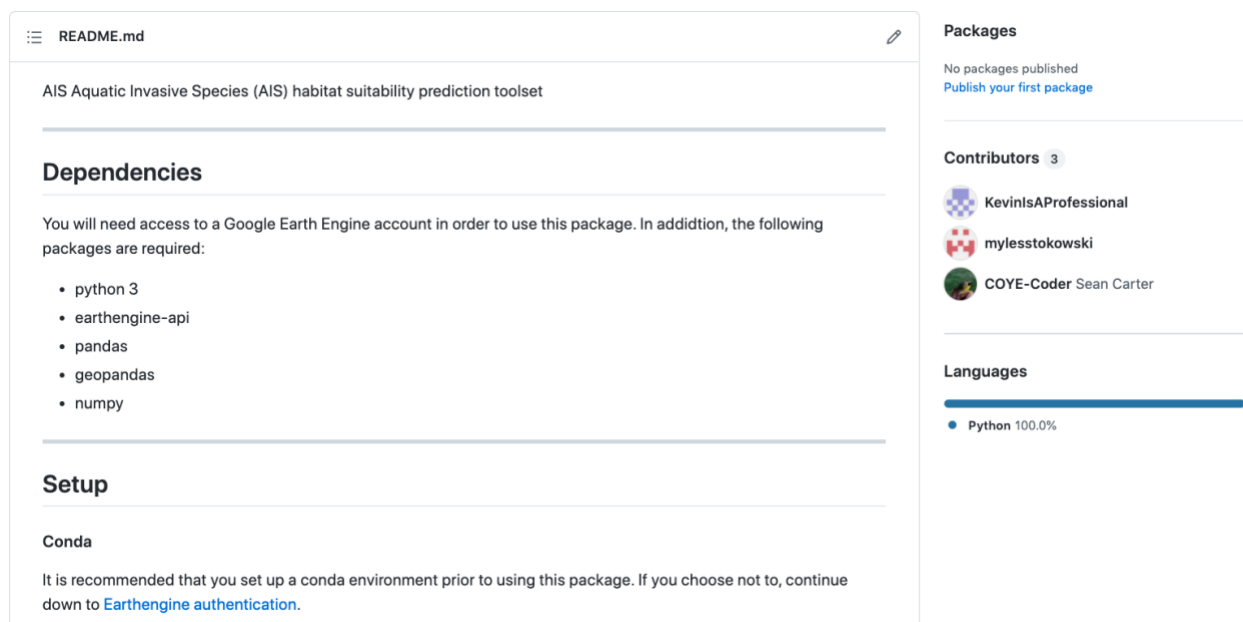 README.md
AIS Aquatic Invasive Species (AIS) habitat suitability prediction toolset
Dependencies
You will need access to a Google Earth Engine account in order to use this package. In addidtion, the following
packages are required:
• python 3
• earthengine-api
• pandas
• geopandas
• numpy
Setup
Conda
It is recommended that you set up a conda environment prior to using this package. If you choose not to, continue
down to Earthengine authentication.
Packages
No packages published
Publish your first package
Contributors 3
KevinIsAProfessional
mylesstokowski
COYE-Coder Sean Carter
Languages
Python 100.0%